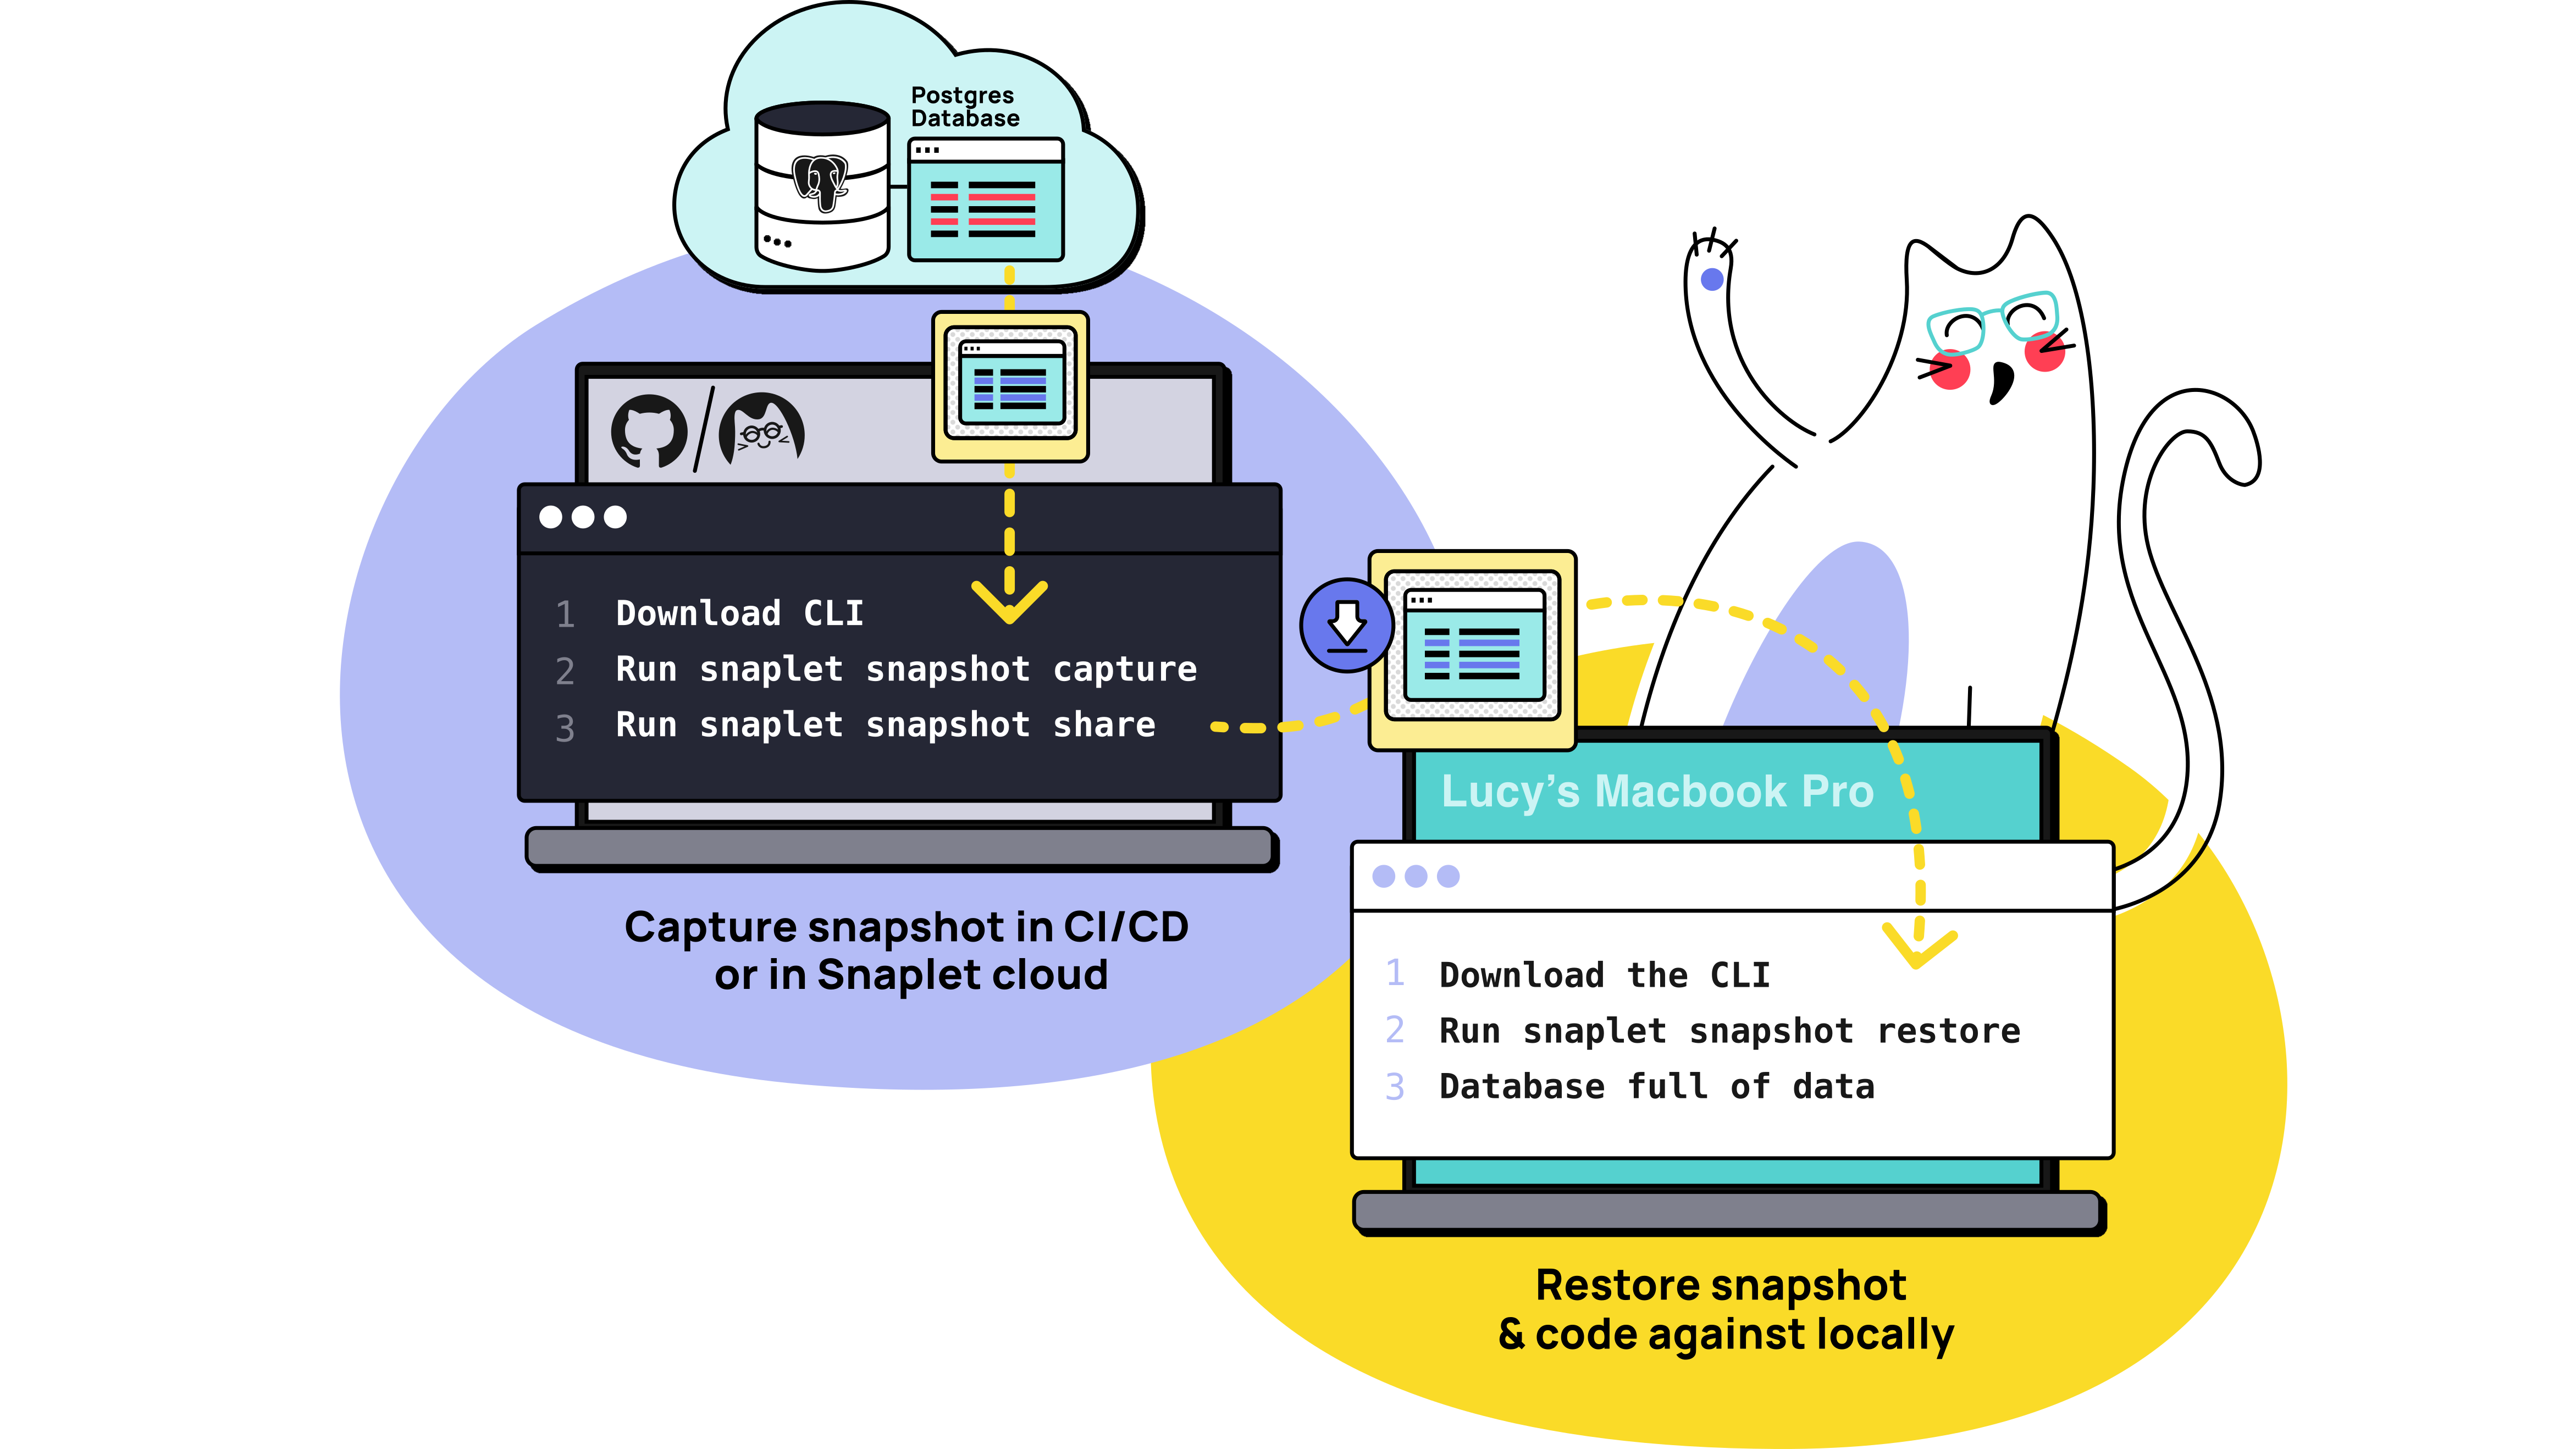 Postgres
Database
1 Download CLI
2 Run snaplet snapshot capture
3 Run snaplet snapshot share
Capture snapshot in CI/CD
or in Snaplet cloud
Lucy’s Macbook Pro
1 Download the CLI
2 Run snaplet snapshot restore
3 Database full of data
Restore snapshot
& code against locally